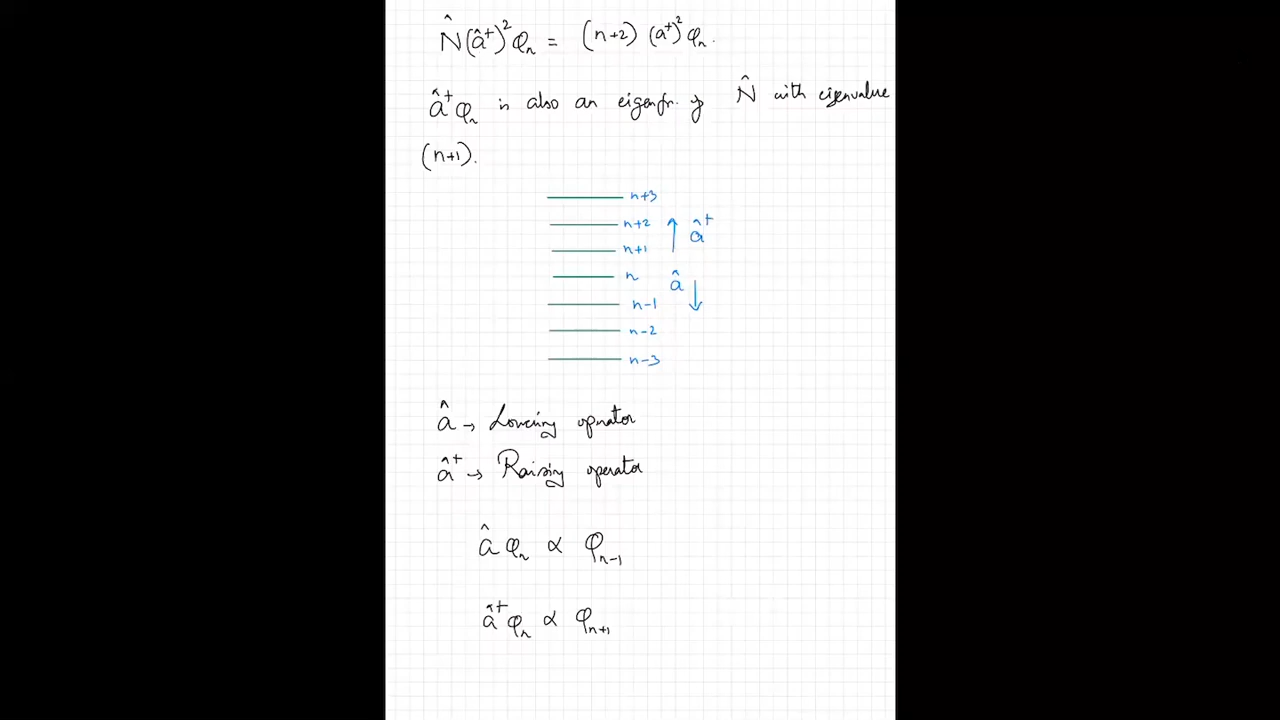 N̂(â†)²φₙ = (n+2) (a†)²φₙ.
â†φₙ is also an eigenfn. of N̂ with eigenvalue
(n+1).
n+3
n+2
â†
n+1
n
â
n-1
n-2
n-3
â → Lowering operator
â† → Raising operator
âφₙ ∝ φₙ₋₁
â†φₙ ∝ φₙ₊₁